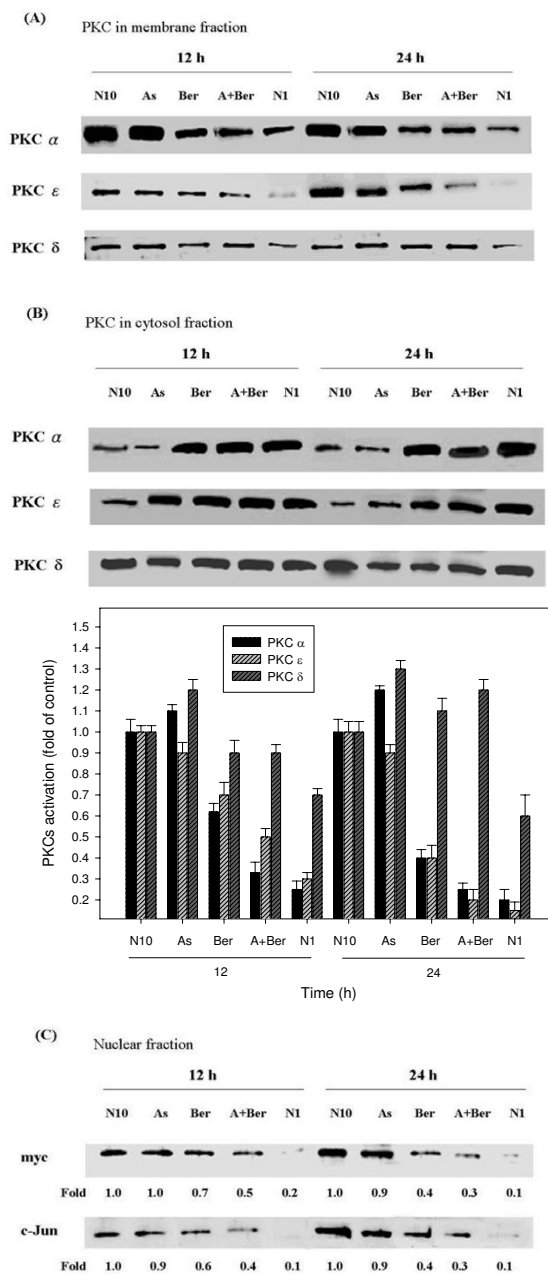 (A)
PKC in membrane fraction
12 h 24 h
N10 As Ber A+Ber N1 N10 As Ber A+Ber N1
PKC α
PKC ε
PKC δ
(B)
PKC in cytosol fraction
12 h 24 h
N10 As Ber A+Ber N1 N10 As Ber A+Ber N1
PKC α
PKC ε
PKC δ
PKC α
PKC ε
PKC δ
PKCs activation (fold of control)
1.4
1.3
1.2
1.1
1.0
0.9
0.8
0.7
0.6
0.5
0.4
0.3
0.2
N10 As Ber A+Ber N1 N10 As Ber A+Ber N1
12 24
Time (h)
(C)
Nuclear fraction
12 h 24 h
N10 As Ber A+Ber N1 N10 As Ber A+Ber N1
myc
Fold 1.0 1.0 0.7 0.5 0.2 1.0 0.9 0.4 0.3 0.1
c-Jun
Fold 1.0 0.9 0.6 0.4 0.1 1.0 0.9 0.4 0.3 0.1